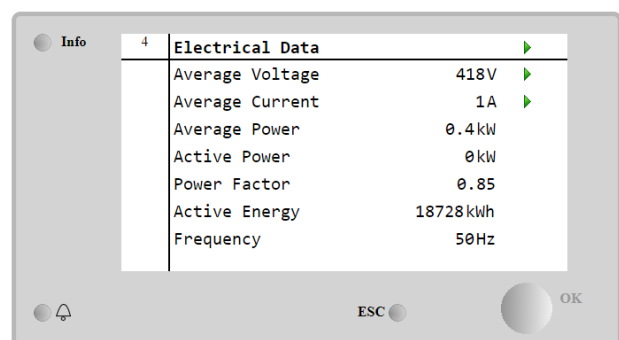 Info
4 Electrical Data
Average Voltage 418V
Average Current 1A
Average Power 0.4kW
Active Power 0kW
Power Factor 0.85
Active Energy 18728kWh
Frequency 50Hz
ESC
OK